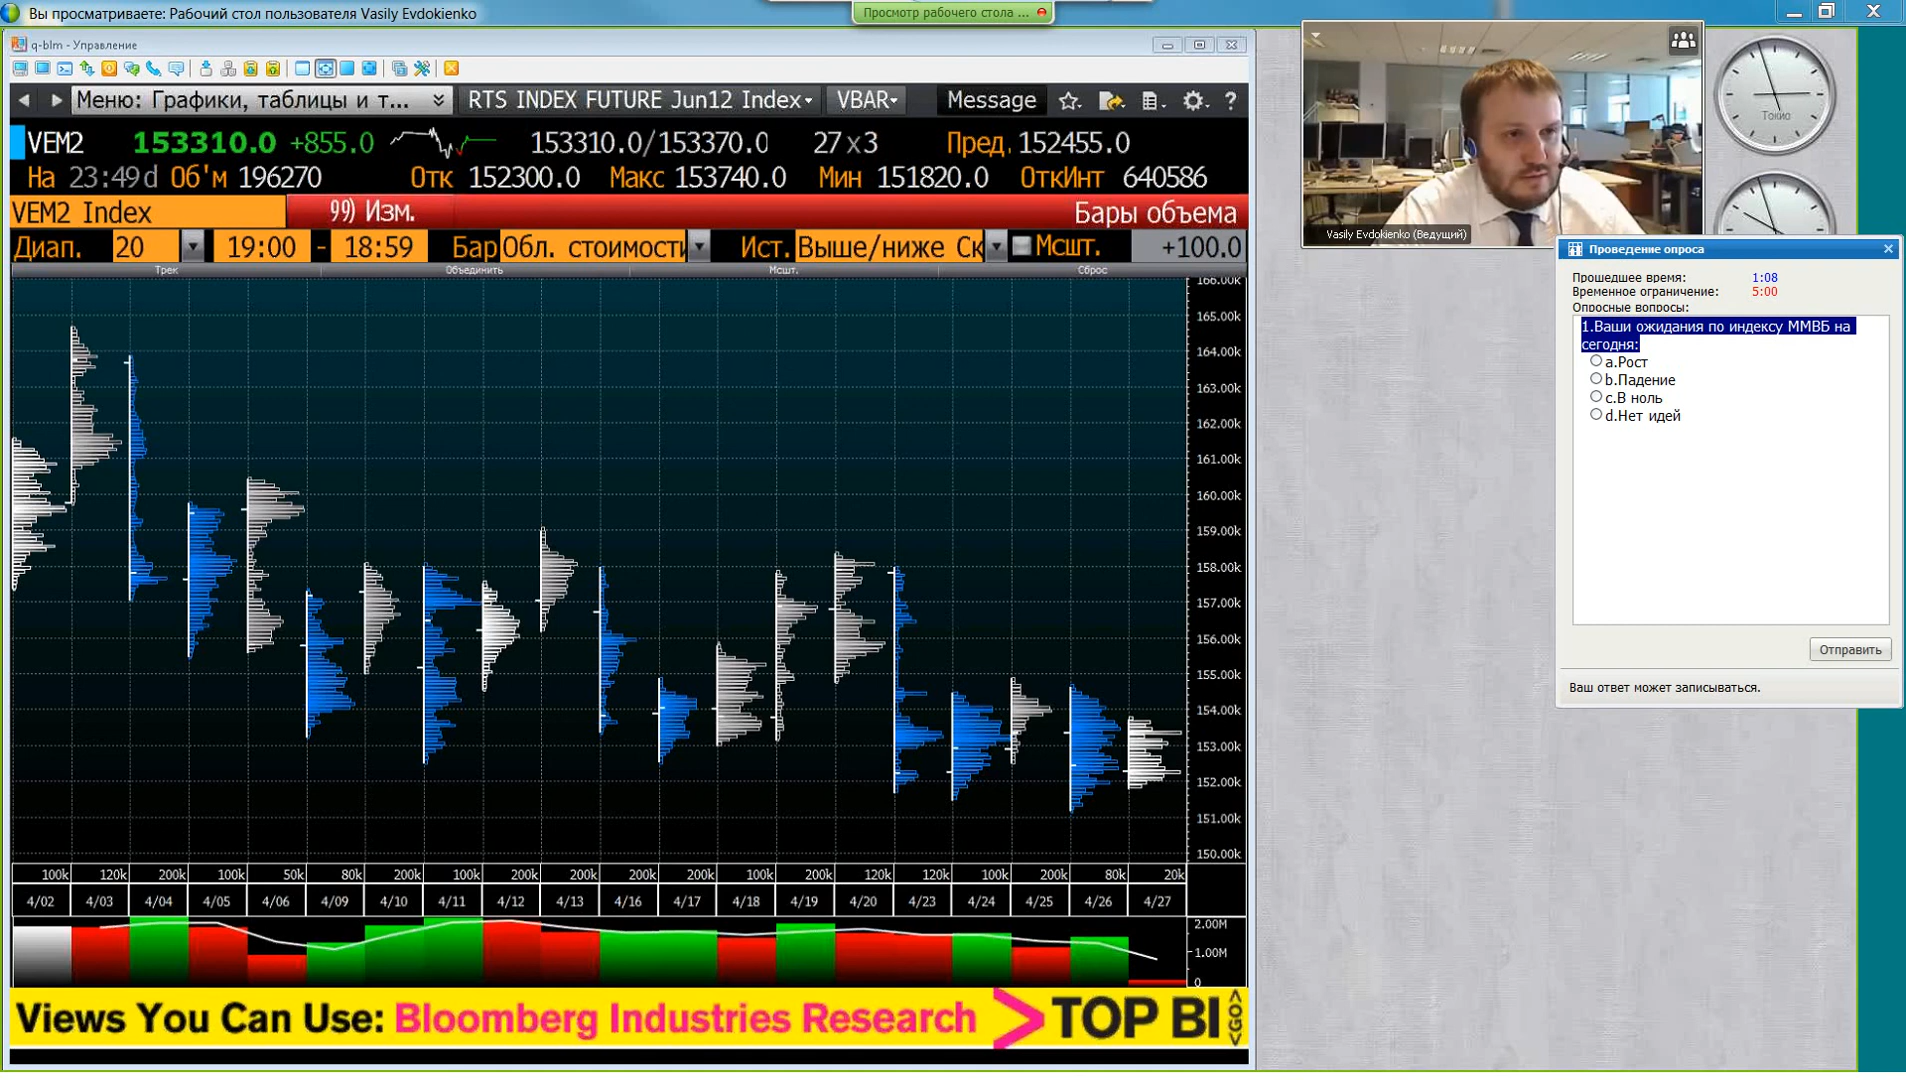 Вы просматриваете: Рабочий стол пользователя Vasily Evdokienko
Просмотр рабочего стола ...
q-blm - Управление
Меню: Графики, таблицы и т... RTS INDEX FUTURE Jun12 Index VBAR Message ?
VEM2 153310.0 +855.0 153310.0/153370.0 27 x 3 Пред. 152455.0
На 23:49 d Об'м 196270 Отк 152300.0 Макс 153740.0 Мин 151820.0 ОткИнт 640586
VEM2 Index 99) Изм. Бары объема
Диап. 20 19:00 - 18:59 Бар Обл. стоимости Ист. Выше/ниже Ск Мсшт. +100.0
Трек Объединить Мсшт. Сброс
166.00k
165.00k
164.00k
163.00k
162.00k
161.00k
160.00k
159.00k
158.00k
157.00k
156.00k
155.00k
154.00k
153.00k
152.00k
151.00k
150.00k
100k 120k 200k 100k 50k 80k 200k 100k 200k 200k 200k 200k 100k 200k 120k 120k 100k 200k 80k 20k
4/02 4/03 4/04 4/05 4/06 4/09 4/10 4/11 4/12 4/13 4/16 4/17 4/18 4/19 4/20 4/23 4/24 4/25 4/26 4/27
2.00M
1.00M
0
Views You Can Use: Bloomberg Industries Research > TOP BI <GO>
Vasily Evdokienko (Ведущий)
Токио
Проведение опроса
Прошедшее время: 1:08
Временное ограничение: 5:00
Опросные вопросы:
1.Ваши ожидания по индексу ММВБ на
сегодня:
a.Рост
b.Падение
c.В ноль
d.Нет идей
Отправить
Ваш ответ может записываться.